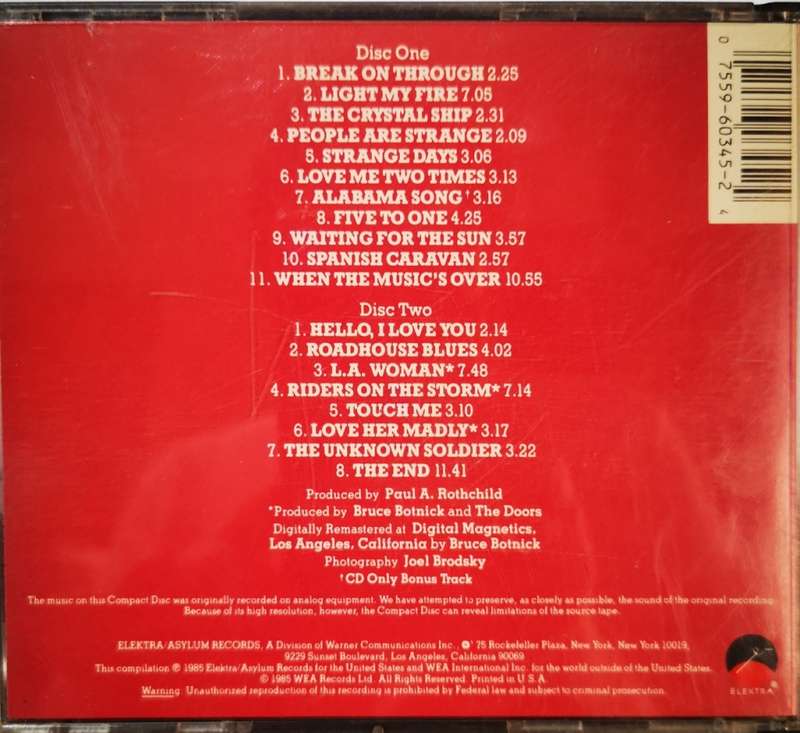 Disc One
1. BREAK ON THROUGH 2.25
2. LIGHT MY FIRE 7.05
3. THE CRYSTAL SHIP 2.31
4. PEOPLE ARE STRANGE 2.09
5. STRANGE DAYS 3.06
6. LOVE ME TWO TIMES 3.13
7. ALABAMA SONG † 3.16
8. FIVE TO ONE 4.25
9. WAITING FOR THE SUN 3.57
10. SPANISH CARAVAN 2.57
11. WHEN THE MUSIC'S OVER 10.55
Disc Two
1. HELLO, I LOVE YOU 2.14
2. ROADHOUSE BLUES 4.02
3. L.A. WOMAN* 7.48
4. RIDERS ON THE STORM* 7.14
5. TOUCH ME 3.10
6. LOVE HER MADLY* 3.17
7. THE UNKNOWN SOLDIER 3.22
8. THE END 11.41
Produced by Paul A. Rothchild
*Produced by Bruce Botnick and The Doors
Digitally Remastered at Digital Magnetics,
Los Angeles, California by Bruce Botnick
Photography Joel Brodsky
†CD Only Bonus Track
The music on this Compact Disc was originally recorded on analog equipment. We have attempted to preserve, as closely as possible, the sound of the original recording.
Because of its high resolution, however, the Compact Disc can reveal limitations of the source tape.
ELEKTRA/ASYLUM RECORDS, A Division of Warner Communications Inc., 75 Rockefeller Plaza, New York, New York 10019,
9229 Sunset Boulevard, Los Angeles, California 90069
This compilation ℗ 1985 Elektra/Asylum Records for the United States and WEA International Inc. for the world outside of the United States.
© 1985 WEA Records Ltd. All Rights Reserved. Printed in U.S.A.
Warning: Unauthorized reproduction of this recording is prohibited by Federal law and subject to criminal prosecution.
0 7559-60345-2 4
ELEKTRA